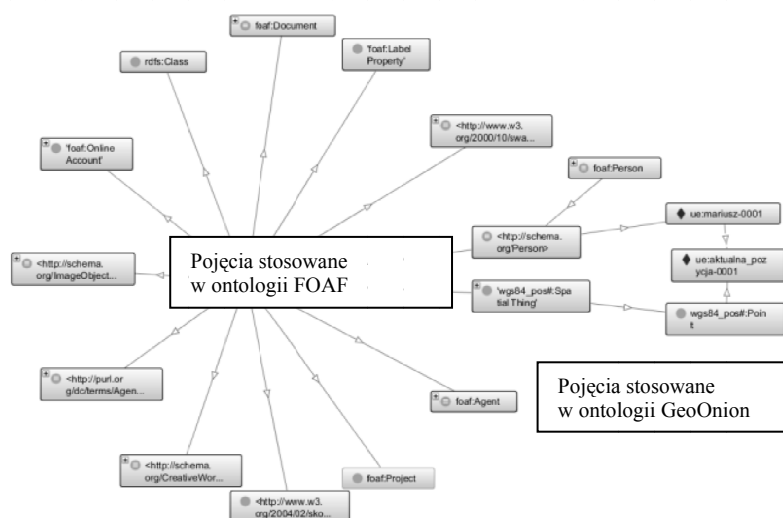 foaf:Document
rdfs:Class
'foaf:Label
Property'
<http://www.w3.
org/2000/10/swa...
'foaf:Online
Account'
foaf:Person
ue:mariusz-0001
<http://schema.
org/Person>
<http://schema.
org/ImageObject...
Pojęcia stosowane
w ontologii FOAF
ue:aktualna_poz
ycja-0001
'wgs84_pos#:Spa
tialThing'
wgs84_pos#:Poin
t
<http://purl.or
g/dc/terms/Agen...
foaf:Agent
Pojęcia stosowane
w ontologii GeoOnion
<http://schema.
org/CreativeWor...
foaf:Project
<http://www.w3.
org/2004/02/sko...